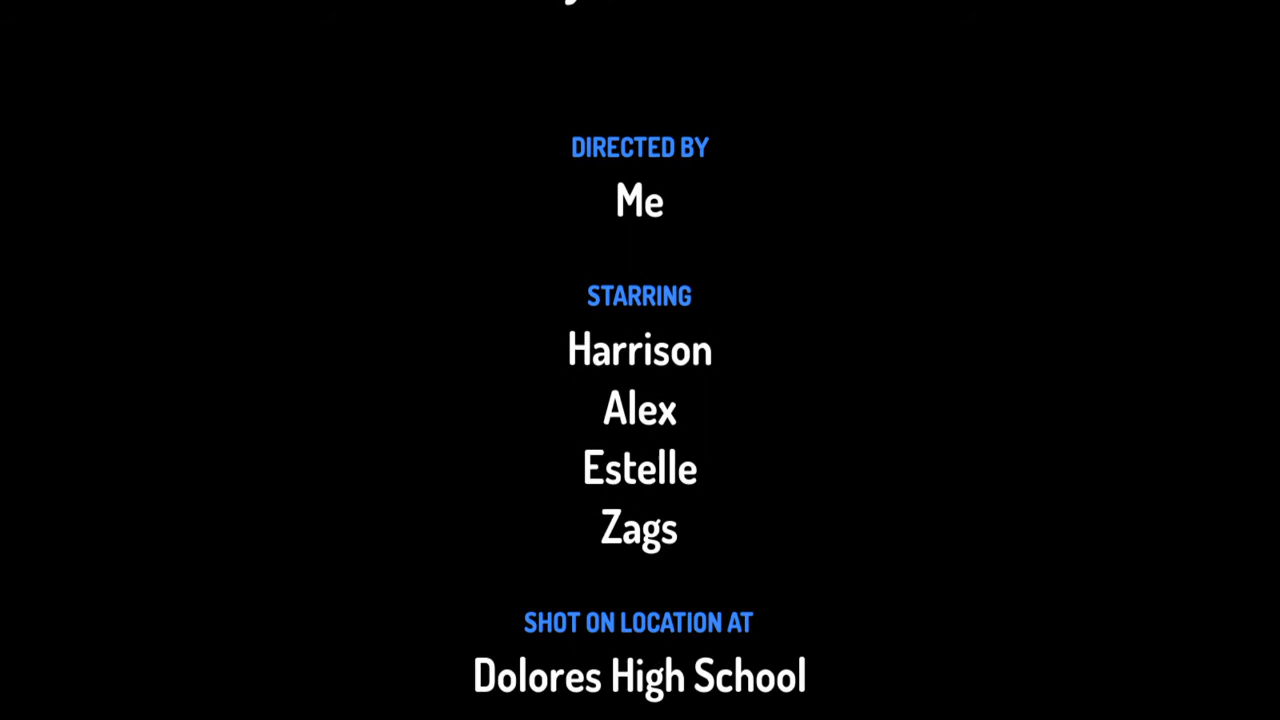 DIRECTED BY
Me
STARRING
Harrison
Alex
Estelle
Zags
SHOT ON LOCATION AT
Dolores High School